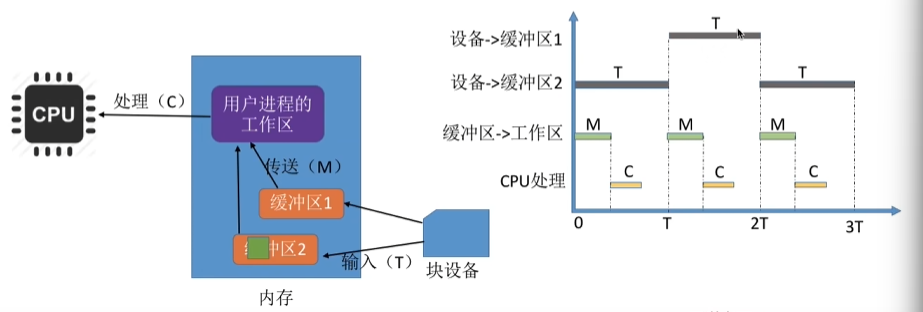 CPU
处理（C）
用户进程的
工作区
传送（M）
缓冲区1
冲区2
输入（T）
块设备
内存
设备->缓冲区1
设备->缓冲区2
缓冲区->工作区
CPU处理
T
T
T
M
M
M
C
C
C
0
T
2T
3T